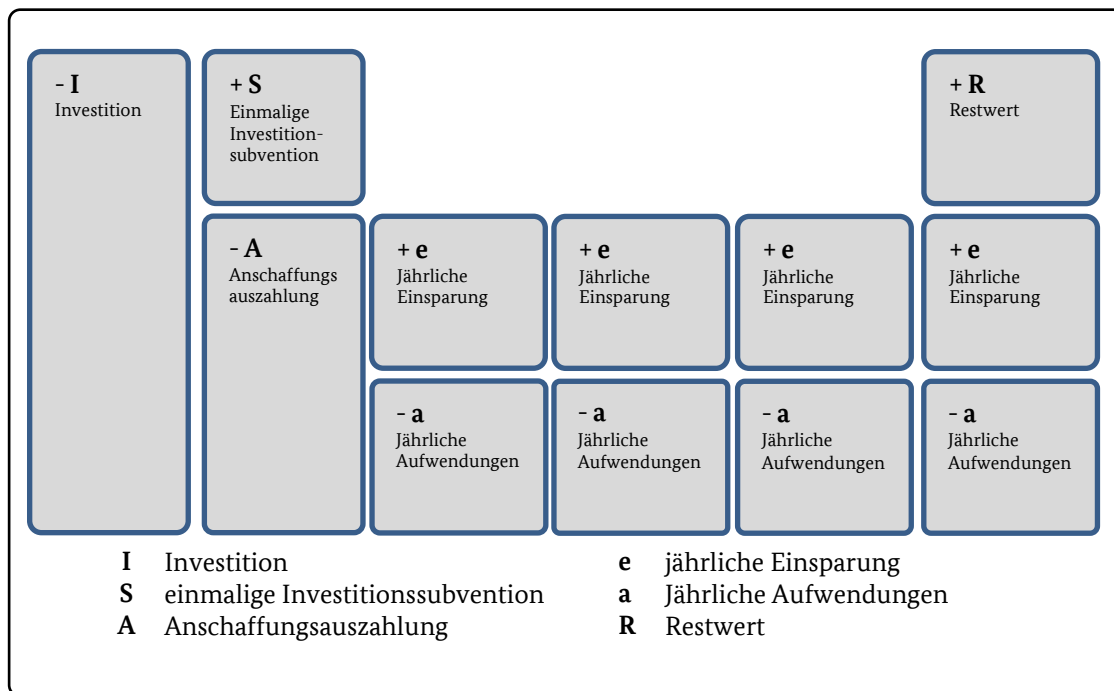 - I
Investition
+ S
Einmalige
Investition-
subvention
+ R
Restwert
- A
Anschaffungs
auszahlung
+ e
Jährliche
Einsparung
+ e
Jährliche
Einsparung
+ e
Jährliche
Einsparung
+ e
Jährliche
Einsparung
- a
Jährliche
Aufwendungen
- a
Jährliche
Aufwendungen
- a
Jährliche
Aufwendungen
- a
Jährliche
Aufwendungen
I Investition
S einmalige Investitionssubvention
A Anschaffungsauszahlung
e jährliche Einsparung
a Jährliche Aufwendungen
R Restwert